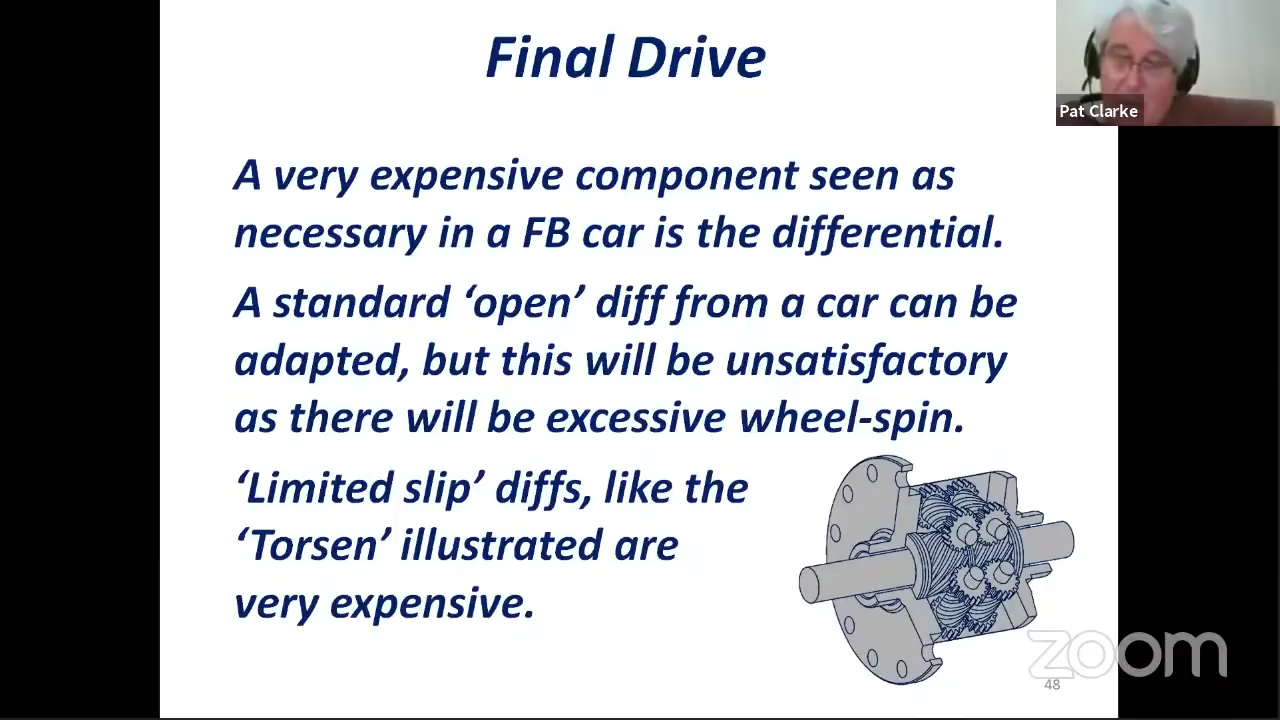 Final Drive
Pat Clarke
A very expensive component seen as
necessary in a FB car is the differential.
A standard ‘open’ diff from a car can be
adapted, but this will be unsatisfactory
as there will be excessive wheel-spin.
‘Limited slip’ diffs, like the
‘Torsen’ illustrated are
very expensive.
zoom
48